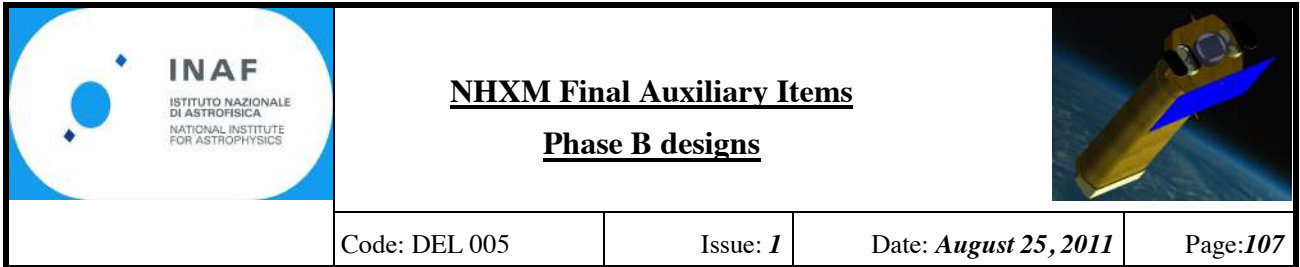 INAF
ISTITUTO NAZIONALE
DI ASTROFISICA
NATIONAL INSTITUTE
FOR ASTROPHYSICS
NHXM Final Auxiliary Items
Phase B designs
Code: DEL 005
Issue: 1
Date: August 25, 2011
Page:107